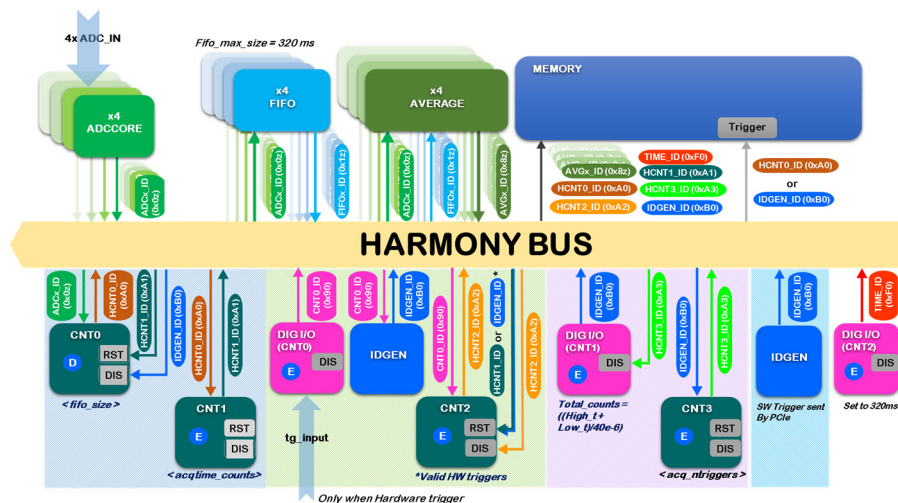 4x ADC_IN
Fifo_max_size = 320 ms
x4
ADCCORE
x4
FIFO
x4
AVERAGE
MEMORY
Trigger
ADCx_ID
(0x0z)
ADCx_ID (0x0z)
FIFOx_ID (0x1z)
ADCx_ID (0x0z)
FIFOx_ID (0x1z)
AVGx_ID (0x8z)
AVGx_ID (0x8z)
HCNT0_ID (0xA0)
HCNT2_ID (0xA2)
TIME_ID (0xF0)
HCNT1_ID (0xA1)
HCNT3_ID (0xA3)
IDGEN_ID (0xB0)
HCNT0_ID (0xA0)
or
IDGEN_ID (0xB0)
HARMONY BUS
ADCx_ID
(0x0z)
HCNT0_ID
(0xA0)
HCNT1_ID (0xA1)
IDGEN_ID (0xB0)
HCNT0_ID (0xA0)
HCNT1_ID (0xA1)
CNT0_ID
(0x90)
CNT0_ID
(0x90)
IDGEN_ID
(0xB0)
CNT0_ID (0x90)
HCNT2_ID (0xA2)
HCNT1_ID or IDGEN_ID *
HCNT2_ID (0xA2)
IDGEN_ID
(0xB0)
HCNT3_ID
(0xA3)
IDGEN_ID (0xB0)
HCNT3_ID (0xA3)
IDGEN_ID
(0xB0)
TIME_ID
(0xF0)
CNT0
D
RST
DIS
<fifo_size>
CNT1
E
RST
DIS
<acqtime_counts>
DIG I/O
(CNT0)
DIS
E
tg_input
Only when Hardware trigger
IDGEN
CNT2
E
RST
DIS
*Valid HW triggers
DIG I/O
(CNT1)
DIS
E
Total_counts =
((High_t +
Low_t)/40e-6)
CNT3
E
RST
DIS
<acq_ntriggers>
IDGEN
SW Trigger sent
By PCIe
DIG I/O
(CNT2)
DIS
E
Set to 320ms